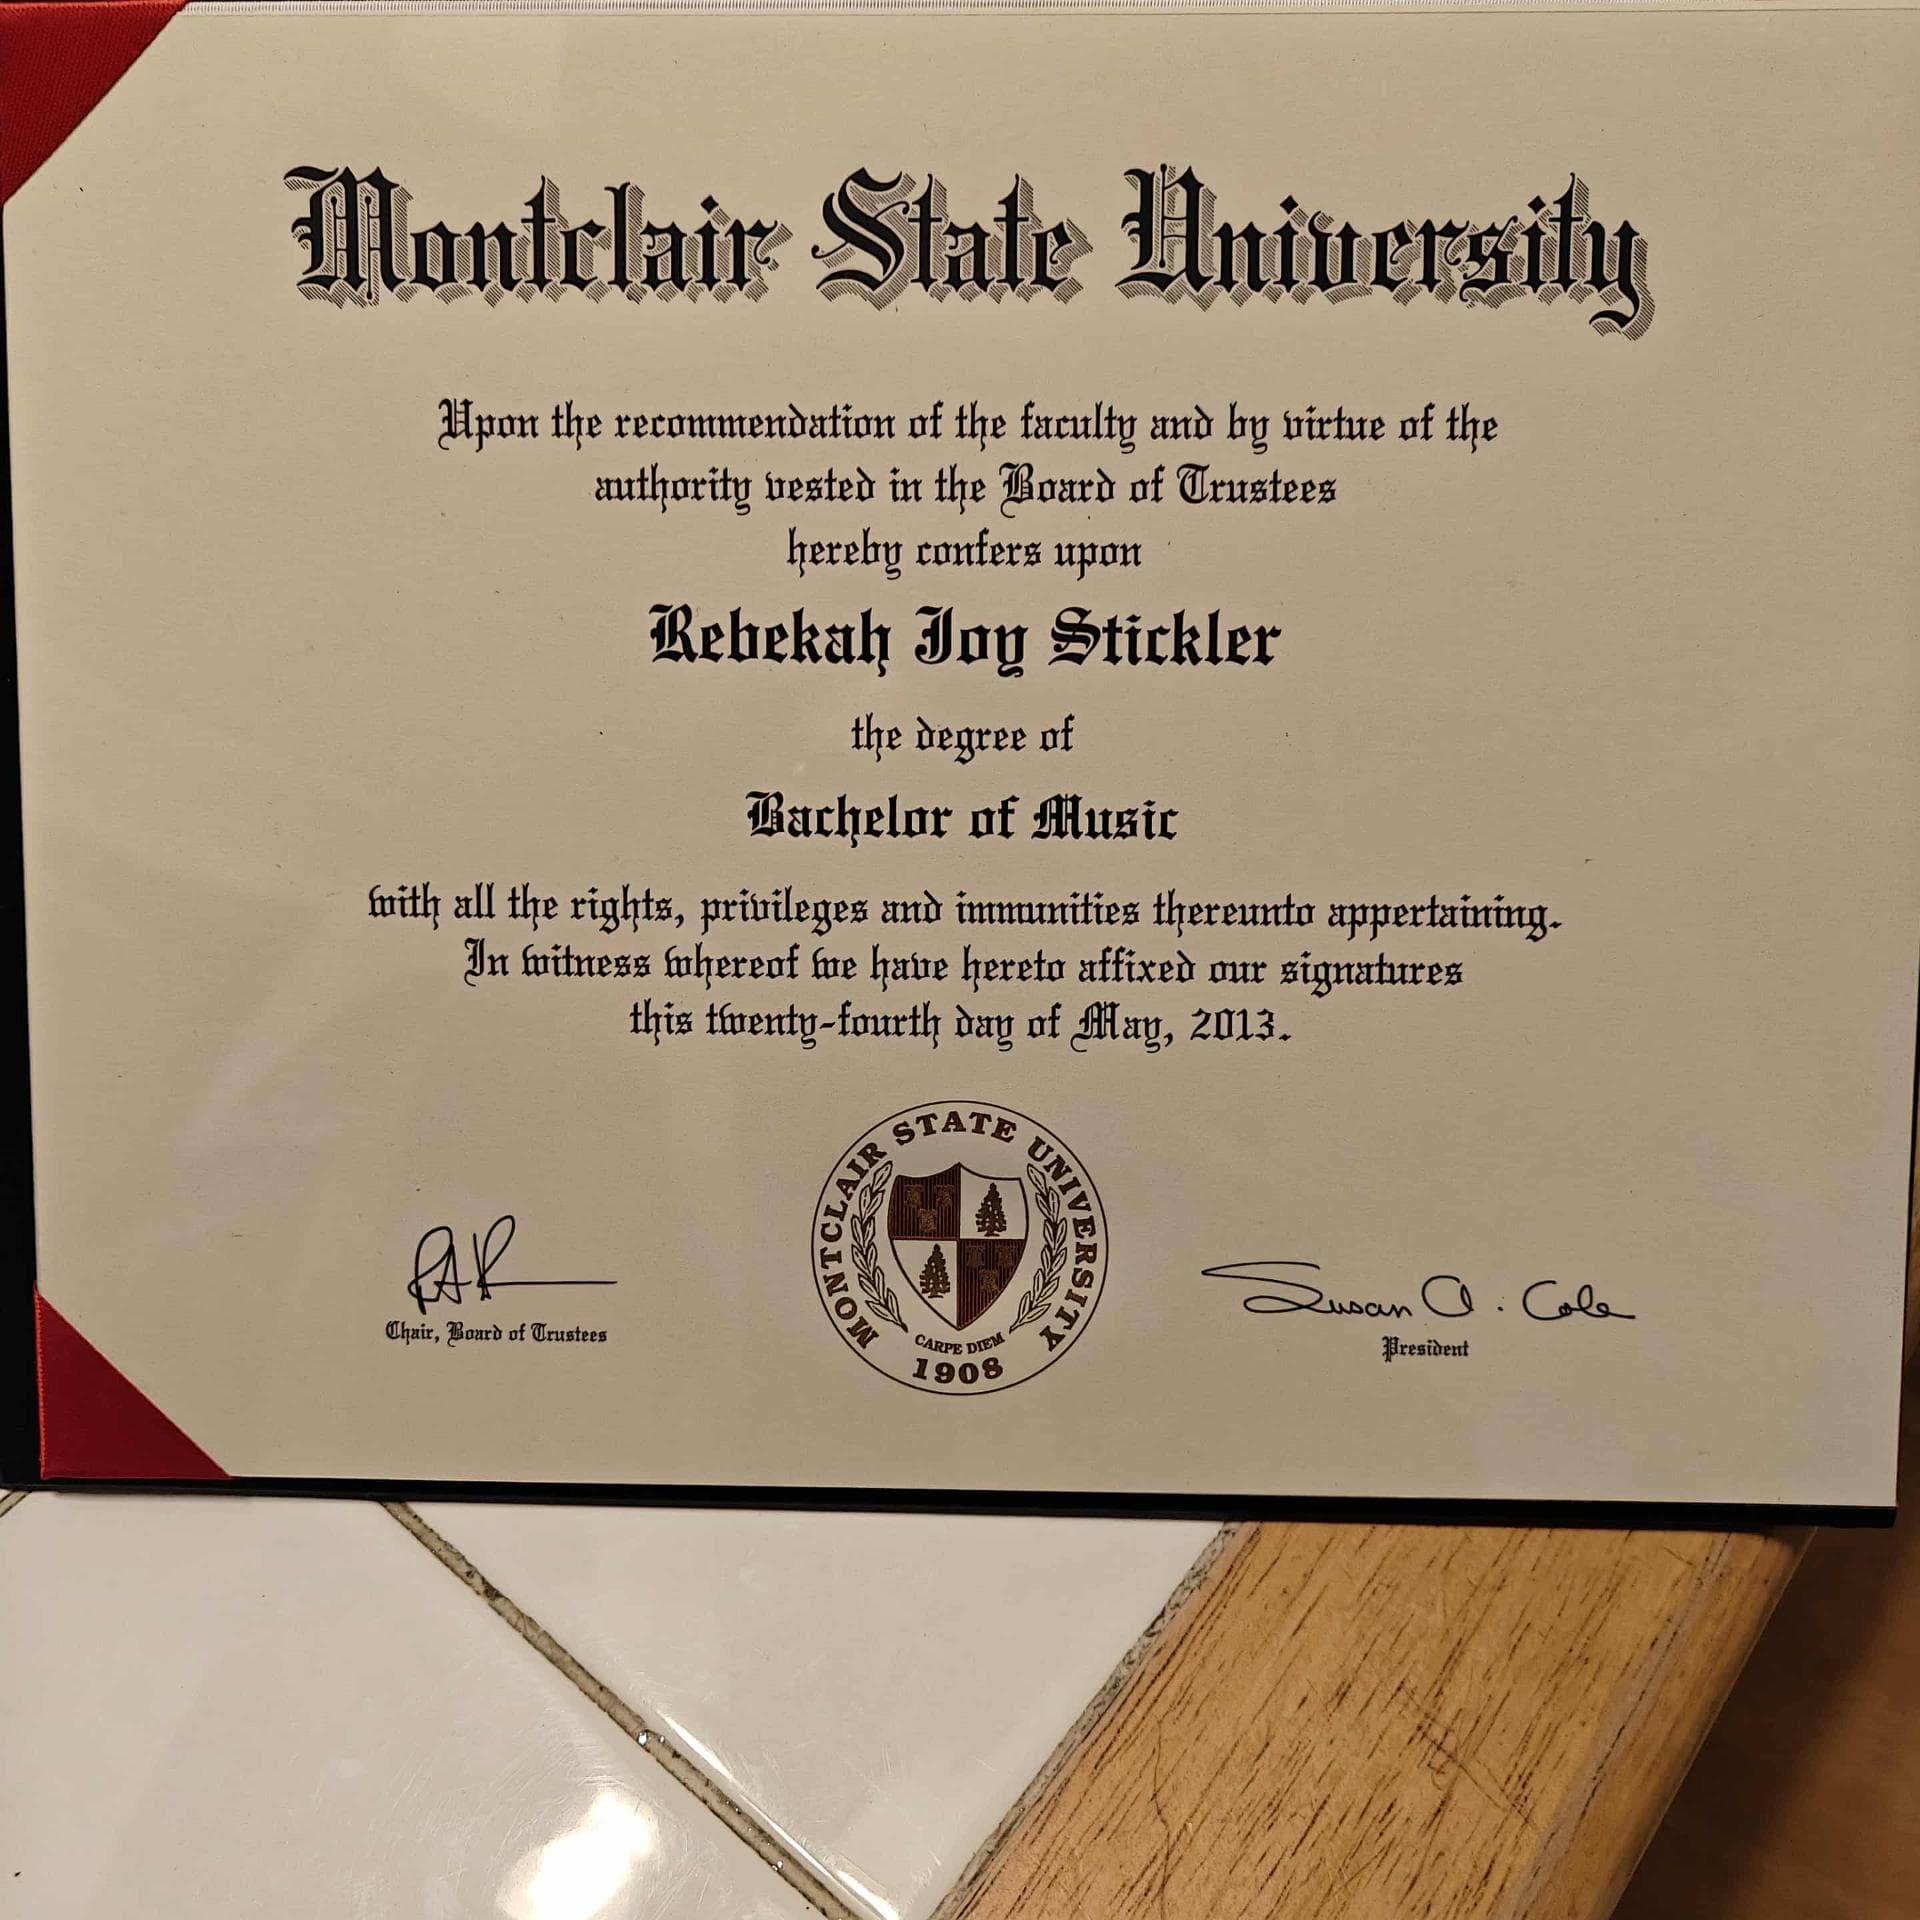 Montclair State University
Upon the recommendation of the faculty and by virtue of the
authority vested in the Board of Trustees
hereby confers upon
Rebekah Joy Stickler
the degree of
Bachelor of Music
with all the rights, privileges and immunities thereunto appertaining.
In witness whereof we have hereto affixed our signatures
this twenty-fourth day of May, 2013.
MONTCLAIR STATE UNIVERSITY
CARPE DIEM
1908
Chair, Board of Trustees
Susan A. Cole
President